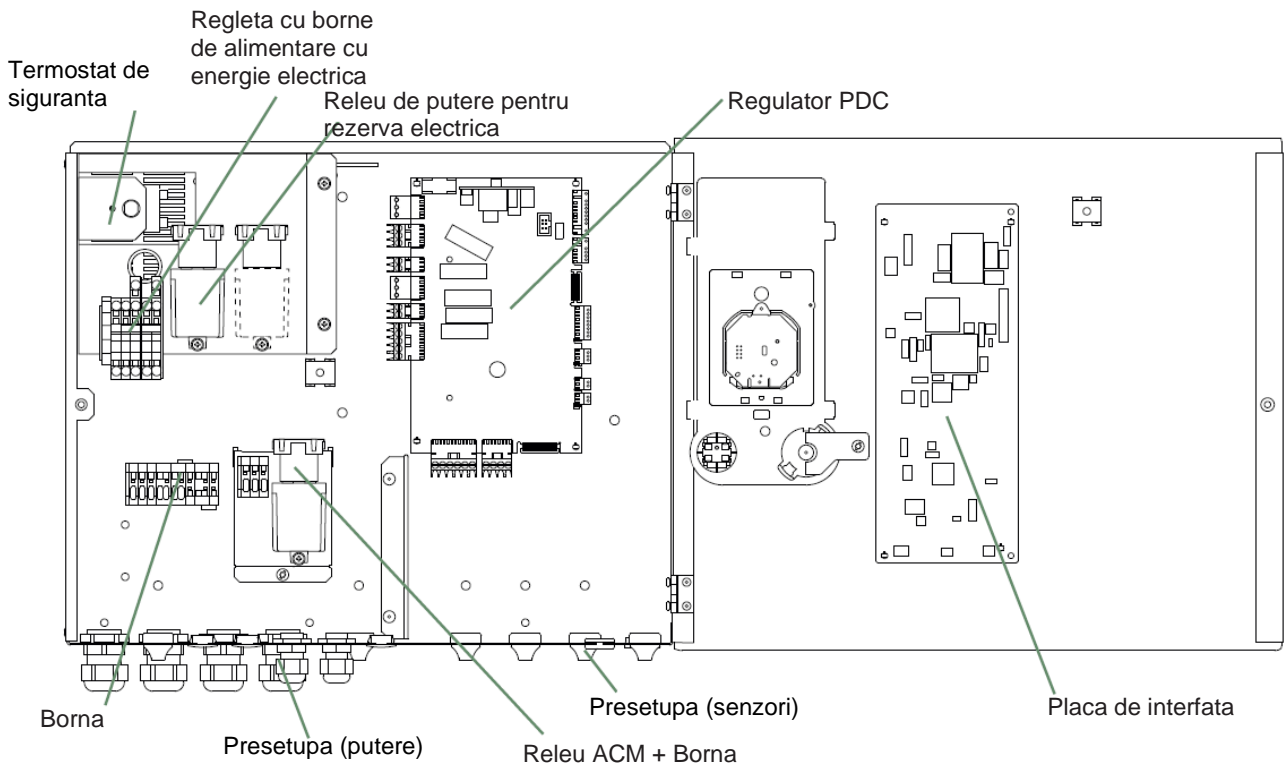 Regleta cu borne
de alimentare cu
energie electrica
Termostat de
siguranta
Releu de putere pentru
rezerva electrica
Regulator PDC
Borna
Presetupa (putere)
Releu ACM + Borna
Presetupa (senzori)
Placa de interfata